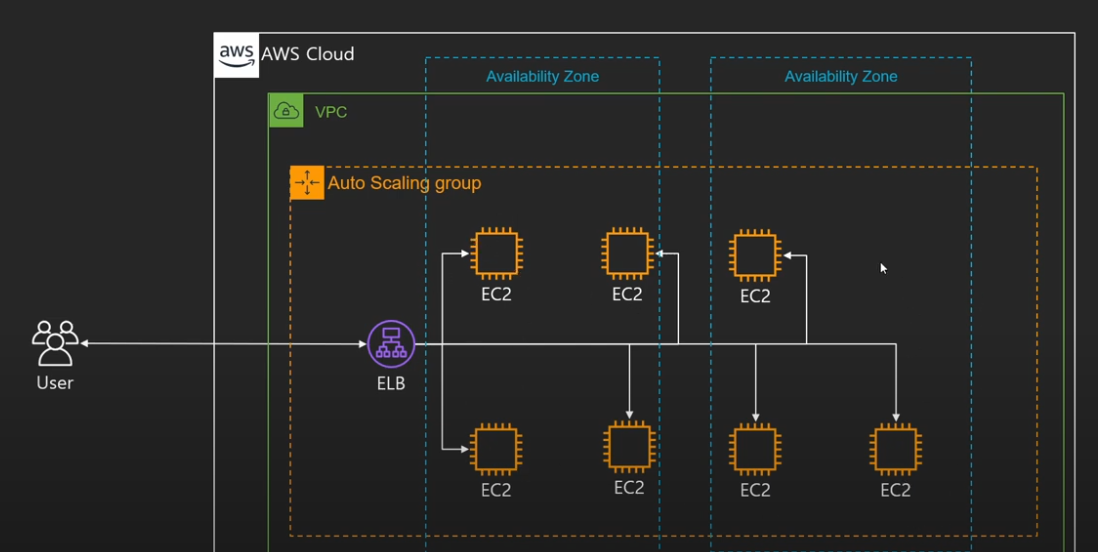 aws
AWS Cloud
Availability Zone
Availability Zone
VPC
Auto Scaling group
EC2
EC2
EC2
User
ELB
EC2
EC2
EC2
EC2